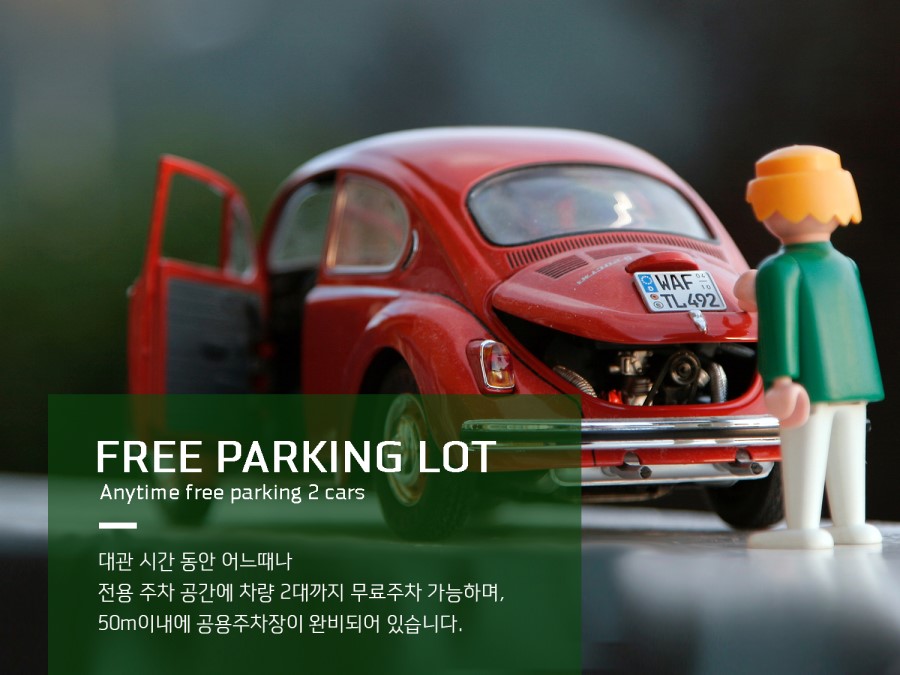 WAF
TL 492
FREE PARKING LOT
Anytime free parking 2 cars
대관 시간 동안 어느때나
전용 주차 공간에 차량 2대까지 무료주차 가능하며,
50m이내에 공용주차장이 완비되어 있습니다.